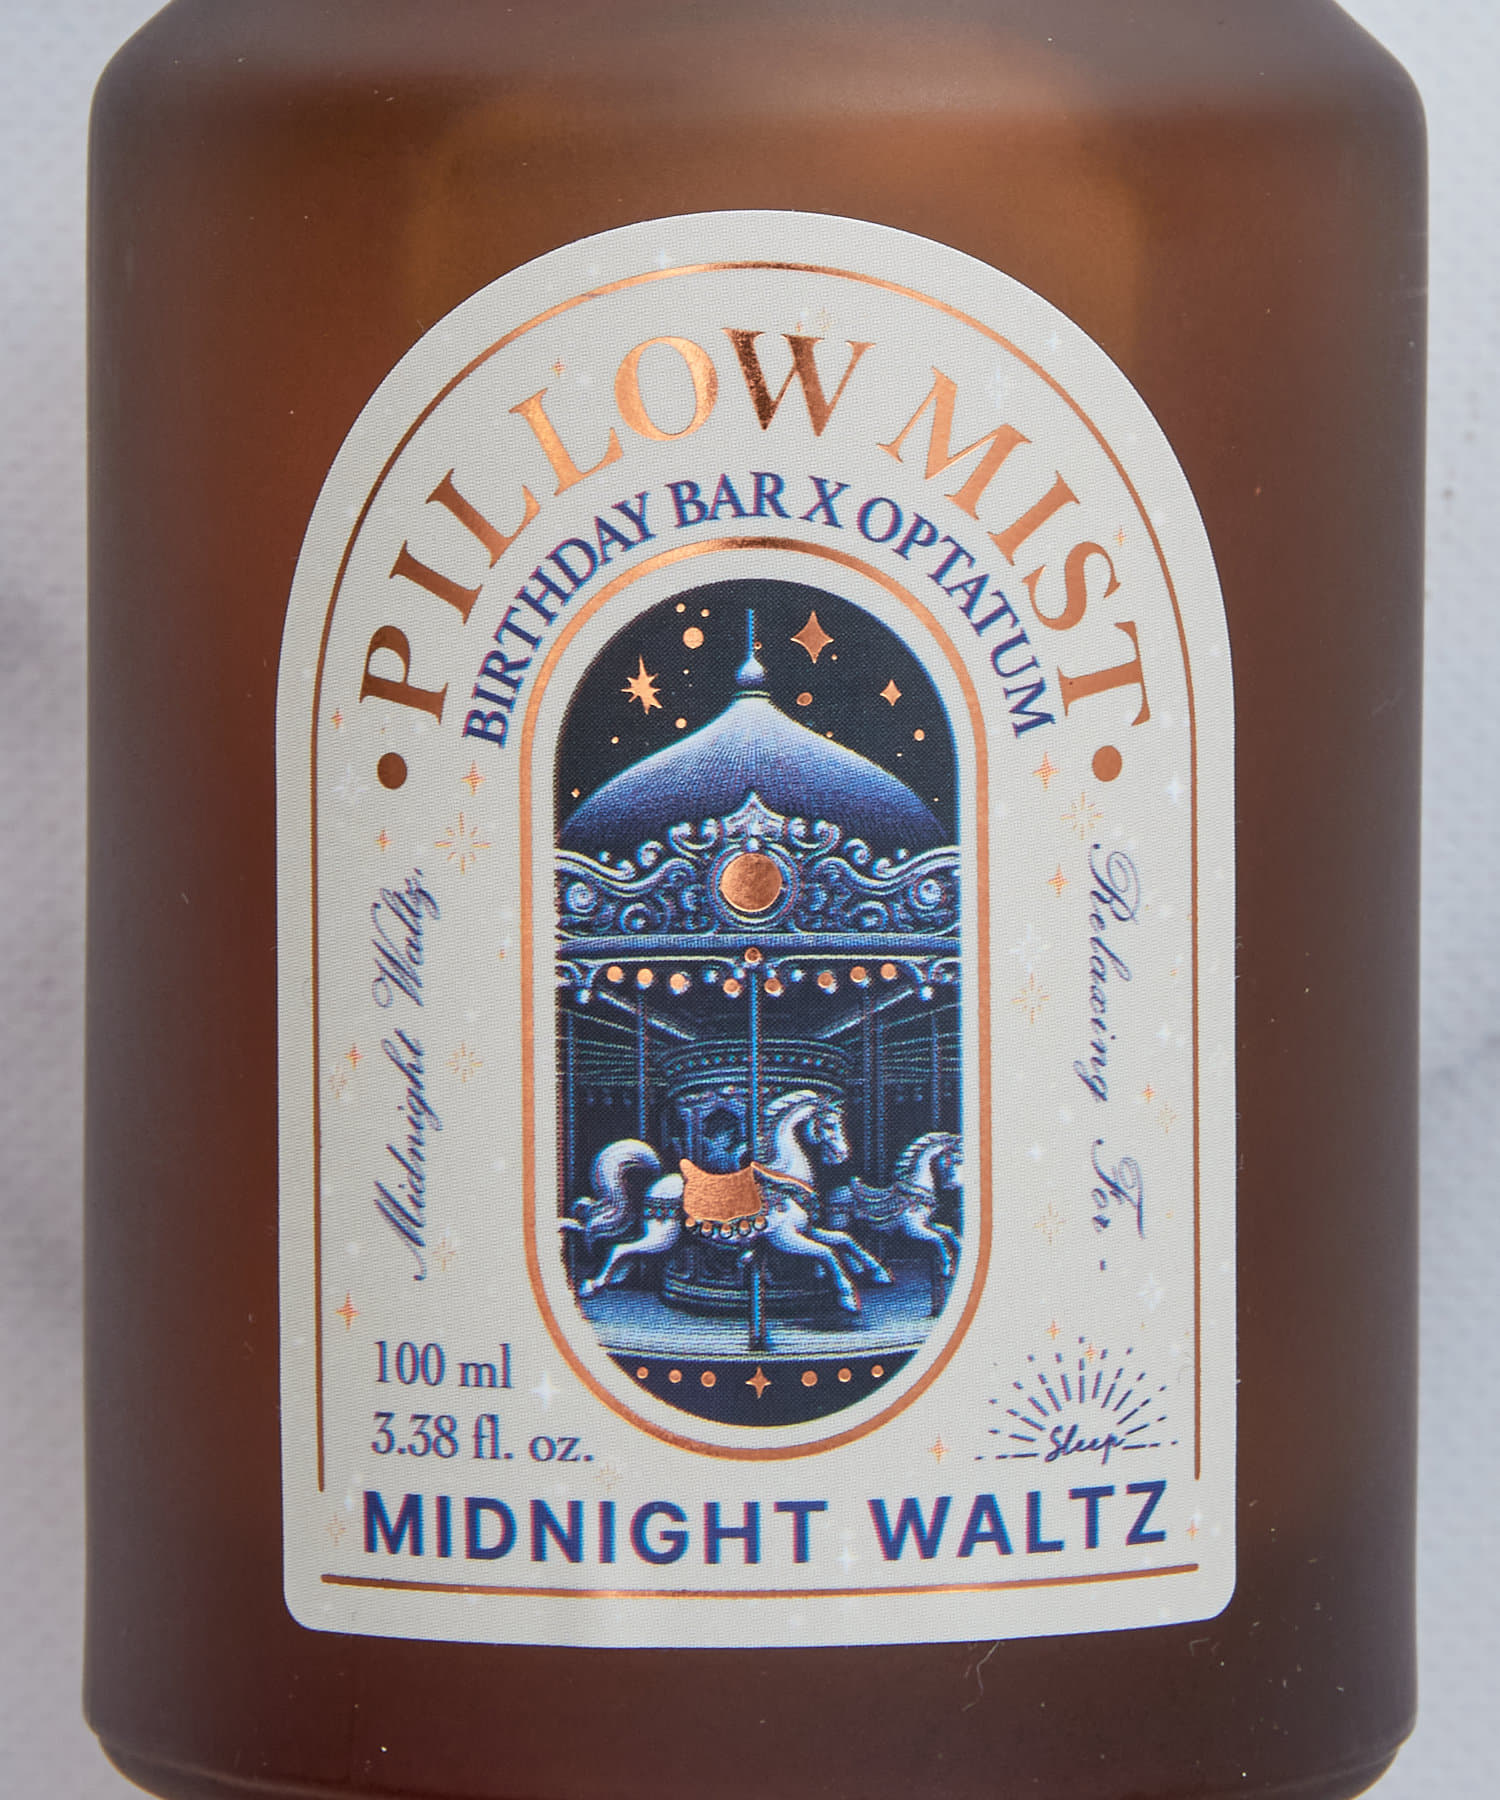 • PILLOW MIST •
BIRTHDAY BAR X OPTATUM
Midnight Waltz,
Relaxing For -
100 ml
3.38 fl. oz.
Sleep
MIDNIGHT WALTZ